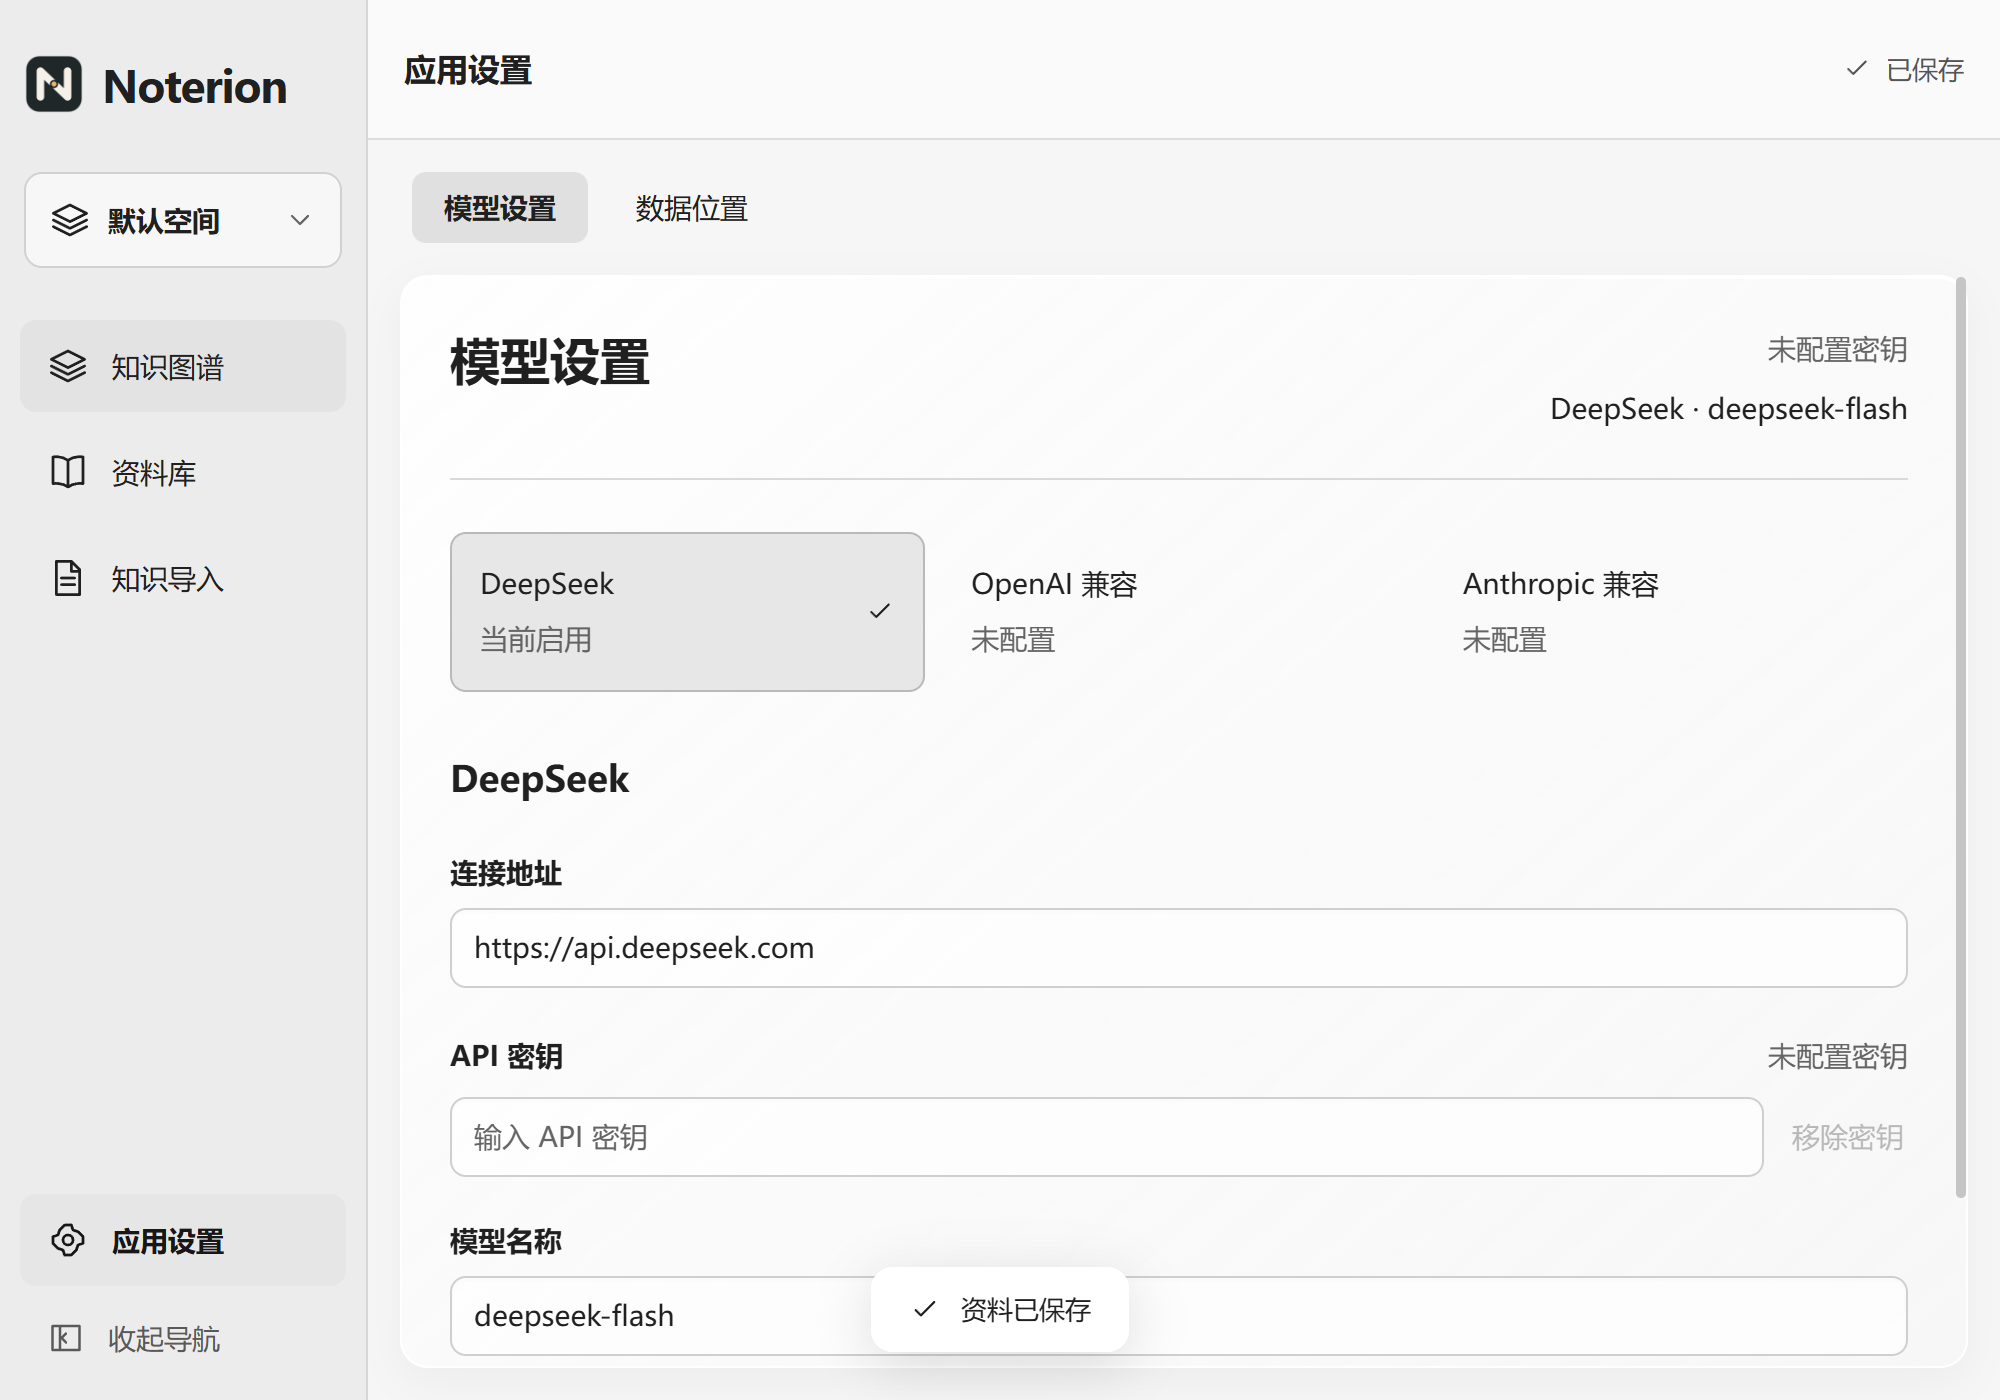 Noterion
默认空间
知识图谱
资料库
知识导入
应用设置
收起导航
应用设置
已保存
模型设置
数据位置
模型设置
未配置密钥
DeepSeek · deepseek-flash
DeepSeek
当前启用
OpenAI 兼容
未配置
Anthropic 兼容
未配置
DeepSeek
连接地址
https://api.deepseek.com
API 密钥
未配置密钥
输入 API 密钥
移除密钥
模型名称
deepseek-flash
资料已保存